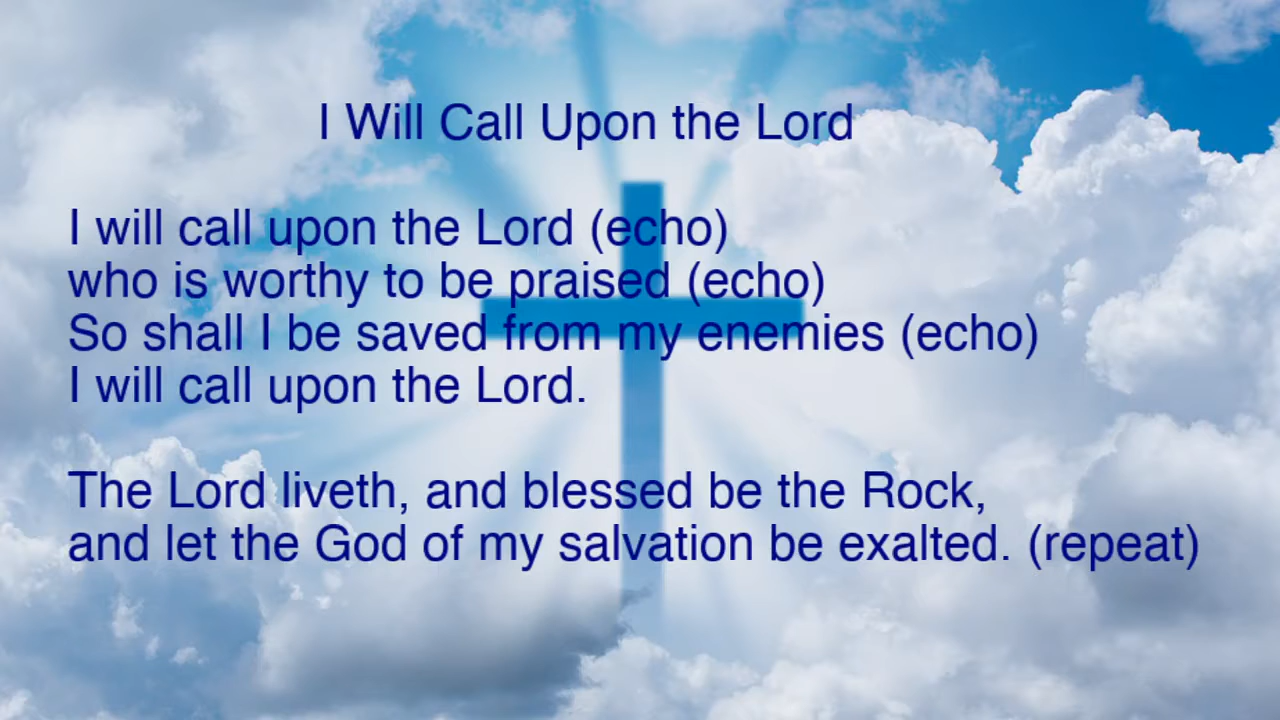 I Will Call Upon the Lord
I will call upon the Lord (echo)
who is worthy to be praised (echo)
So shall I be saved from my enemies (echo)
I will call upon the Lord.
The Lord liveth, and blessed be the Rock,
and let the God of my salvation be exalted. (repeat)